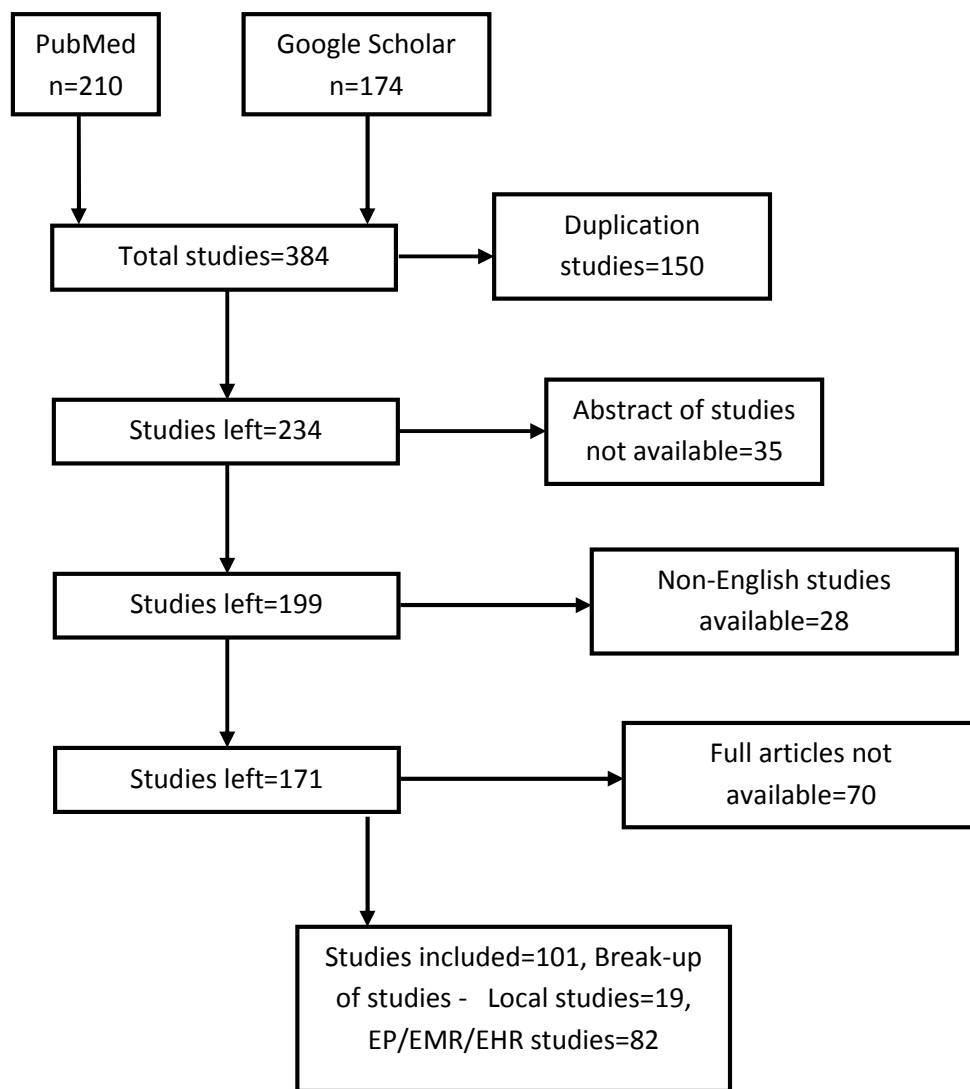 PubMed
n=210
Google Scholar
n=174
Total studies=384
Duplication
studies=150
Studies left=234
Abstract of studies
not available=35
Studies left=199
Non-English studies
available=28
Studies left=171
Full articles not
available=70
Studies included=101, Break-up
of studies - Local studies=19,
EP/EMR/EHR studies=82